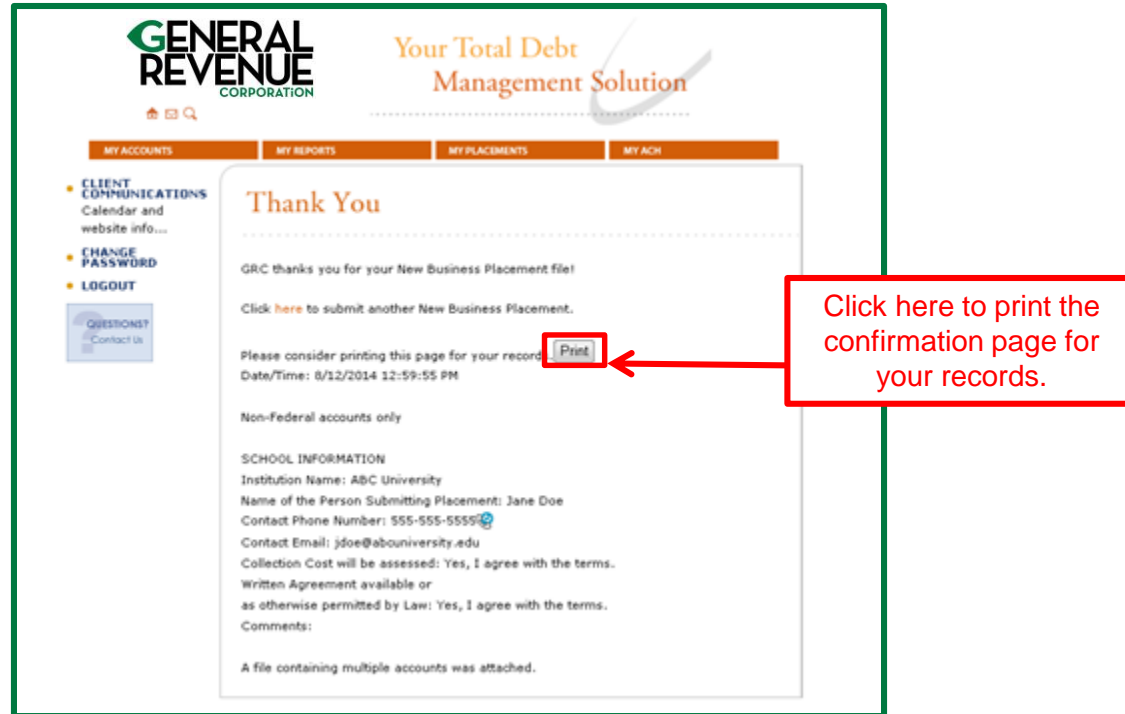 GENERAL
REVENUE
CORPORATION
Your Total Debt
Management Solution
MY ACCOUNTS MY REPORTS MY PLACEMENTS MY ACH
CLIENT
COMMUNICATIONS
Calendar and
website info...
CHANGE
PASSWORD
LOGOUT
QUESTIONS?
Contact Us
Thank You
GRC thanks you for your New Business Placement file!
Click here to submit another New Business Placement.
Please consider printing this page for your record Print
Date/Time: 8/12/2014 12:59:55 PM
Non-Federal accounts only
SCHOOL INFORMATION
Institution Name: ABC University
Name of the Person Submitting Placement: Jane Doe
Contact Phone Number: 555-555-5555
Contact Email: jdoe@abcuniversity.edu
Collection Cost will be assessed: Yes, I agree with the terms.
Written Agreement available or
as otherwise permitted by Law: Yes, I agree with the terms.
Comments:
A file containing multiple accounts was attached.
Click here to print the
confirmation page for
your records.